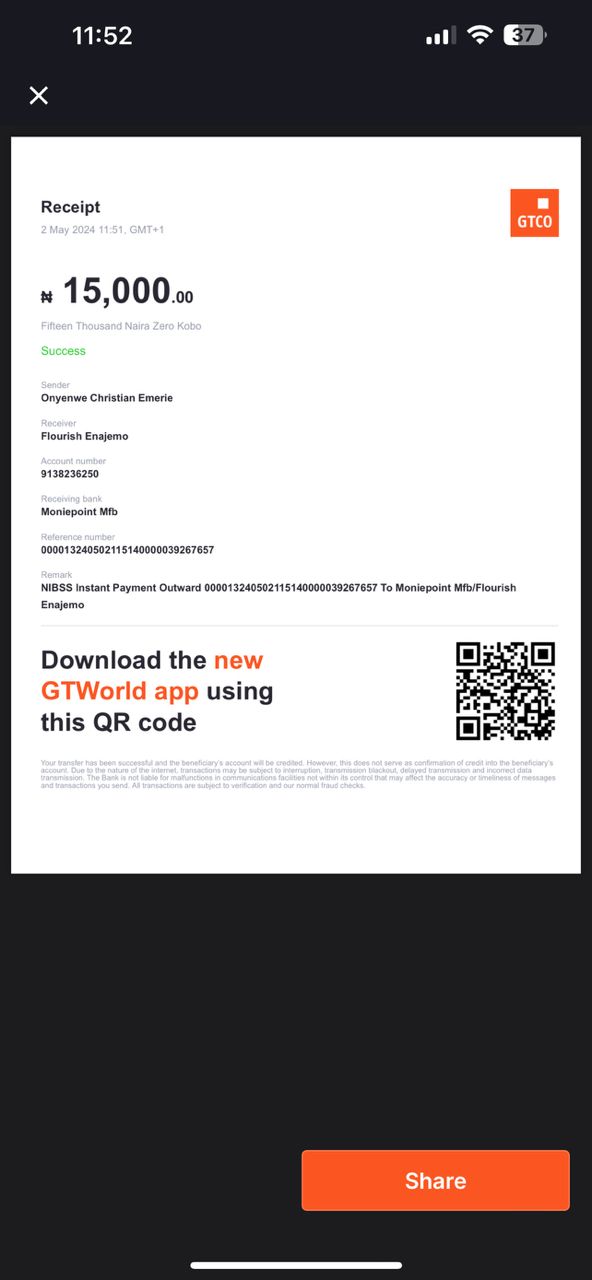 11:52
37
Receipt
2 May 2024 11:51, GMT+1
GTCO
₦ 15,000.00
Fifteen Thousand Naira Zero Kobo
Success
Sender
Onyenwe Christian Emerie
Receiver
Flourish Enajemo
Account number
9138236250
Receiving bank
Moniepoint Mfb
Reference number
000013240502115140000039267657
Remark
NIBSS Instant Payment Outward 000013240502115140000039267657 To Moniepoint Mfb/Flourish
Enajemo
Download the new
GTWorld app using
this QR code
Your transfer has been successful and the beneficiary's account will be credited. However, this does not serve as confirmation of credit into the beneficiary's
account. Due to the nature of the internet, transactions may be subject to interruption, transmission blackout, delayed transmission and incorrect data
transmission. The Bank is not liable for malfunctions in communications facilities not within its control that may affect the accuracy or timeliness of messages
and transactions you send. All transactions are subject to verification and our normal fraud checks.
Share